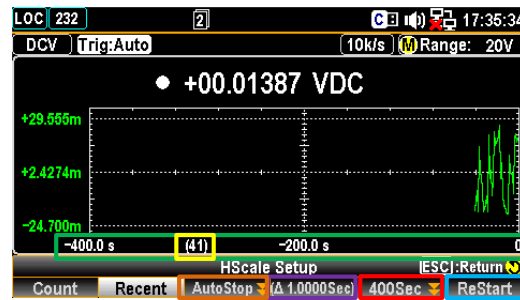 LOC 232 2 C 17:35:34
DCV Trig:Auto 10k/s M Range: 20V
+00.01387 VDC
+29.555m
+2.4274m
-24.700m
-400.0 s (41) -200.0 s 0
HScale Setup [ESC]:Return
Count Recent AutoStop (Δ 1.0000Sec) 400Sec ReStart